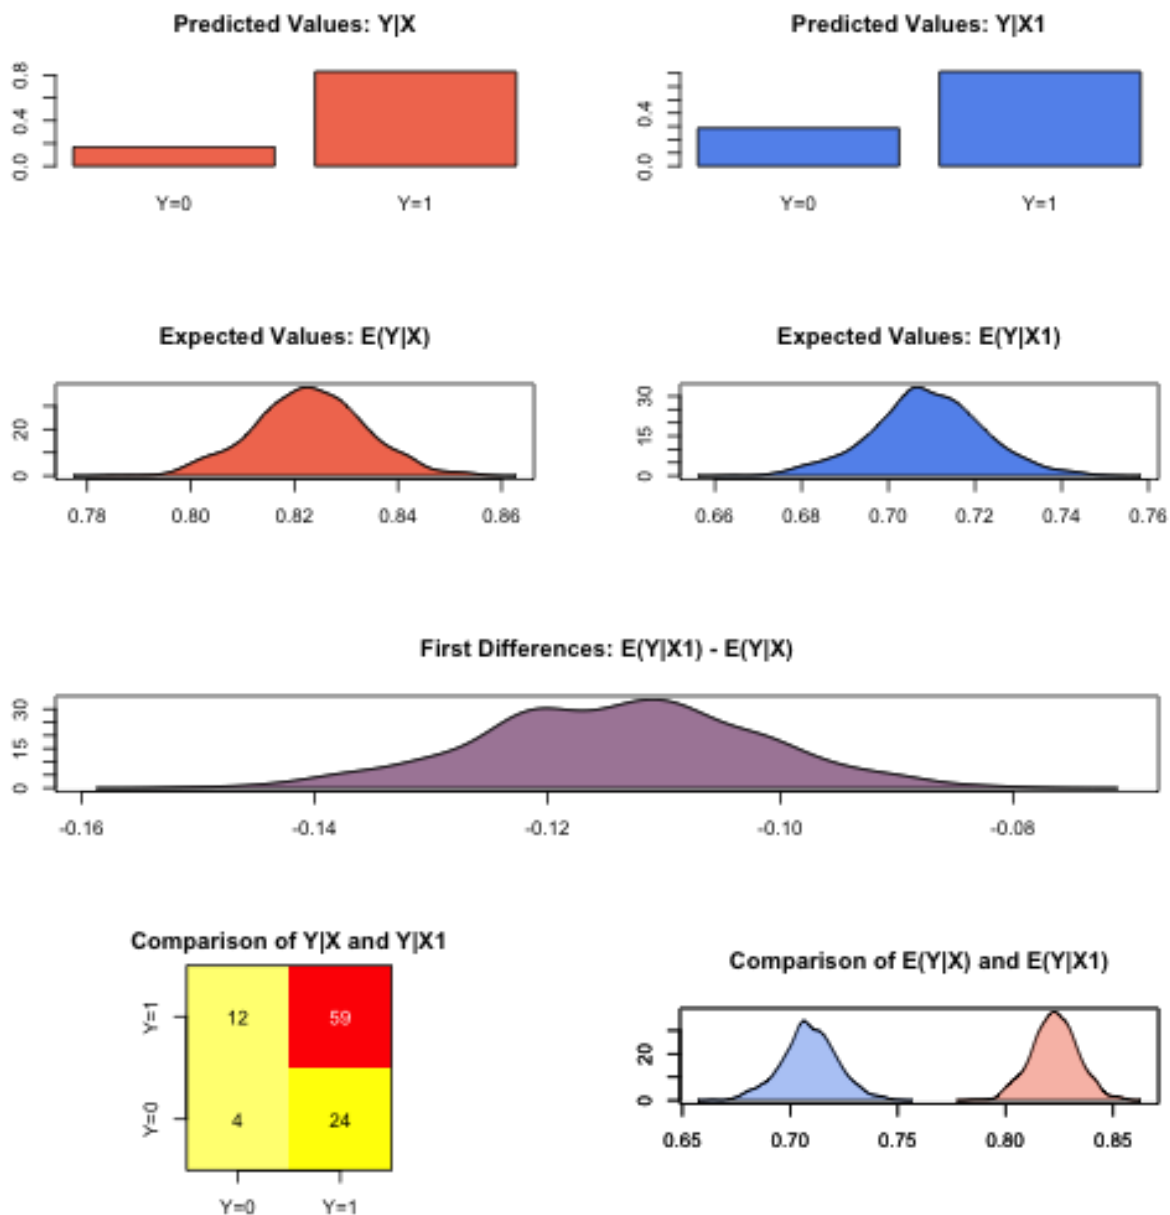 Predicted Values: Y|X
0.0 0.4 0.8
Y=0 Y=1
Predicted Values: Y|X1
0.0 0.4
Y=0 Y=1
Expected Values: E(Y|X)
0 20
0.78 0.80 0.82 0.84 0.86
Expected Values: E(Y|X1)
0 15 30
0.66 0.68 0.70 0.72 0.74 0.76
First Differences: E(Y|X1) - E(Y|X)
0 15 30
-0.16 -0.14 -0.12 -0.10 -0.08
Comparison of Y|X and Y|X1
Y=1 12 59
Y=0 4 24
Y=0 Y=1
Comparison of E(Y|X) and E(Y|X1)
0 20
0.65 0.70 0.75 0.80 0.85